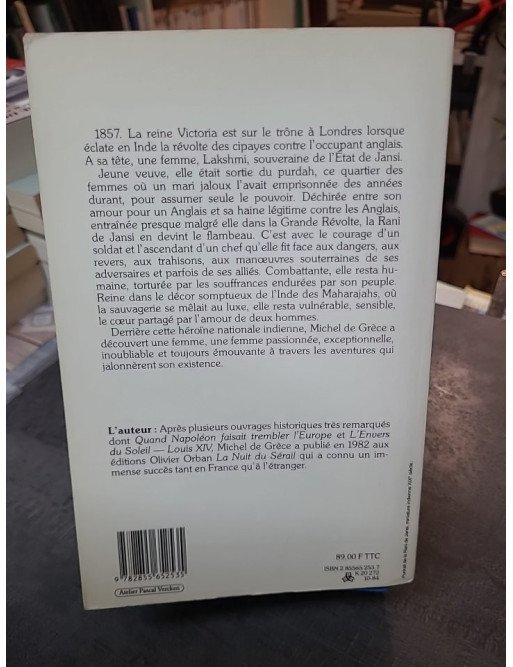 1857. La reine Victoria est sur le trône à Londres lorsque
éclate en Inde la révolte des cipayes contre l'occupant anglais.
A sa tête, une femme, Lakshmi, souveraine de l'État de Jansi.
Jeune veuve, elle était sortie du purdah, ce quartier des
femmes où un mari jaloux l'avait emprisonnée des années
durant, pour assumer seule le pouvoir. Déchirée entre son
amour pour un Anglais et sa haine légitime contre les Anglais,
entraînée presque malgré elle dans la Grande Révolte, la Rani
de Jansi en devint le flambeau. C'est avec le courage d'un
soldat et l'ascendant d'un chef qu'elle fit face aux dangers, aux
revers, aux trahisons, aux manœuvres souterraines de ses
adversaires et parfois de ses alliés. Combattante, elle resta hu-
maine, torturée par les souffrances endurées par son peuple.
Reine dans le décor somptueux de l'Inde des Maharajahs, où
la sauvagerie se mêlait au luxe, elle resta vulnérable, sensible,
le cœur partagé par l'amour de deux hommes.
Derrière cette héroïne nationale indienne, Michel de Grèce a
découvert une femme, une femme passionnée, exceptionnelle,
inoubliable et toujours émouvante à travers les aventures qui
jalonnèrent son existence.
L'auteur : Après plusieurs ouvrages historiques très remarqués
dont Quand Napoléon faisait trembler l'Europe et L'Envers
du Soleil — Louis XIV, Michel de Grèce a publié en 1982 aux
éditions Olivier Orban La Nuit du Sérail qui a connu un im-
mense succès tant en France qu'à l'étranger.
89,00 F TTC
ISBN 2.85565.253.7
K 20 270
10-84
9 782855 652535
Atelier Pascal Vercken